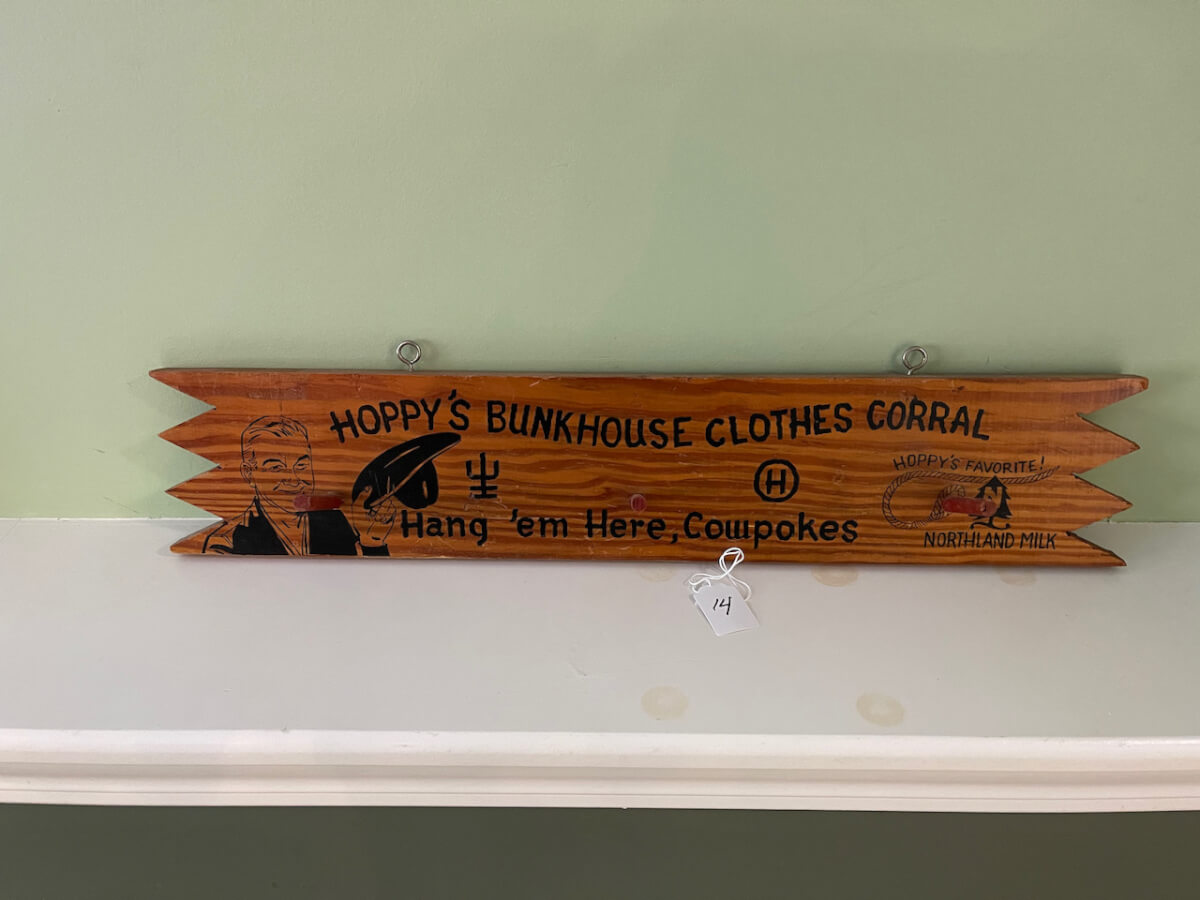 HOPPY'S BUNKHOUSE CLOTHES CORRAL
H
HOPPY'S FAVORITE!
N
Hang 'em Here, Cowpokes
NORTHLAND MILK
14